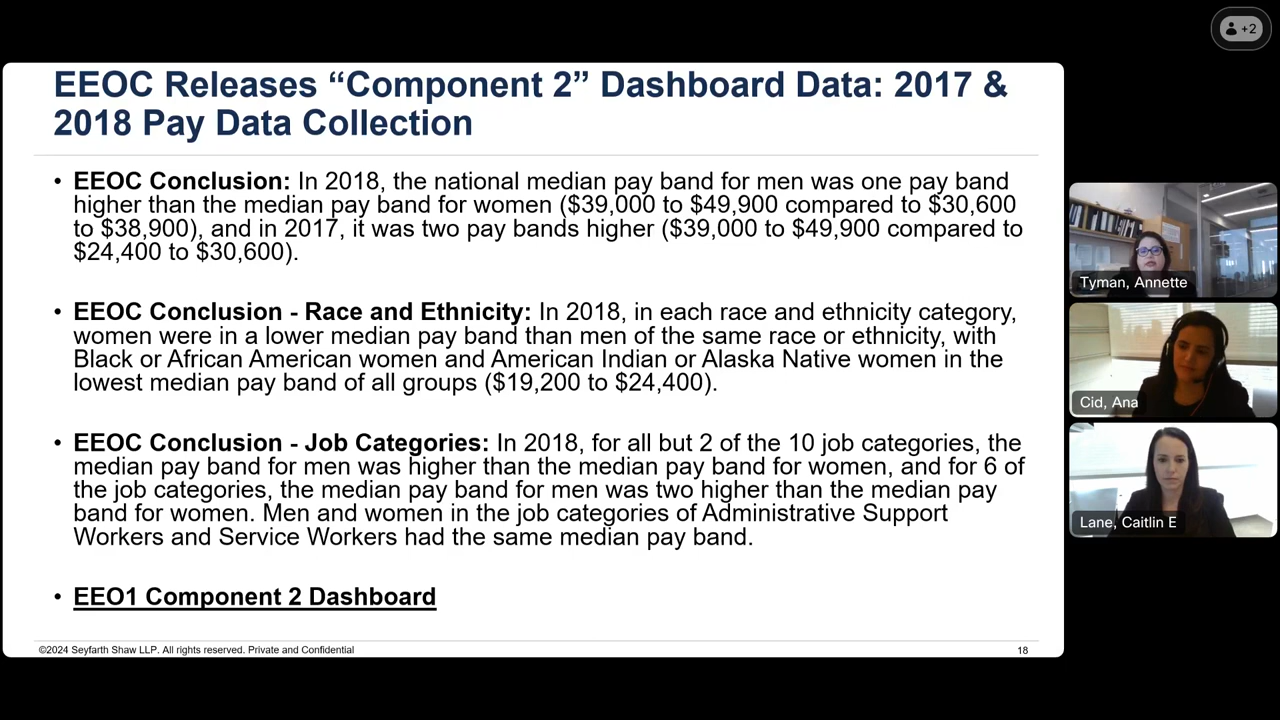 +2
EEOC Releases “Component 2” Dashboard Data: 2017 &
2018 Pay Data Collection
• EEOC Conclusion: In 2018, the national median pay band for men was one pay band
higher than the median pay band for women ($39,000 to $49,900 compared to $30,600
to $38,900), and in 2017, it was two pay bands higher ($39,000 to $49,900 compared to
$24,400 to $30,600).
• EEOC Conclusion - Race and Ethnicity: In 2018, in each race and ethnicity category,
women were in a lower median pay band than men of the same race or ethnicity, with
Black or African American women and American Indian or Alaska Native women in the
lowest median pay band of all groups ($19,200 to $24,400).
• EEOC Conclusion - Job Categories: In 2018, for all but 2 of the 10 job categories, the
median pay band for men was higher than the median pay band for women, and for 6 of
the job categories, the median pay band for men was two higher than the median pay
band for women. Men and women in the job categories of Administrative Support
Workers and Service Workers had the same median pay band.
• EEO1 Component 2 Dashboard
©2024 Seyfarth Shaw LLP. All rights reserved. Private and Confidential
18
Tyman, Annette
Cid, Ana
Lane, Caitlin E